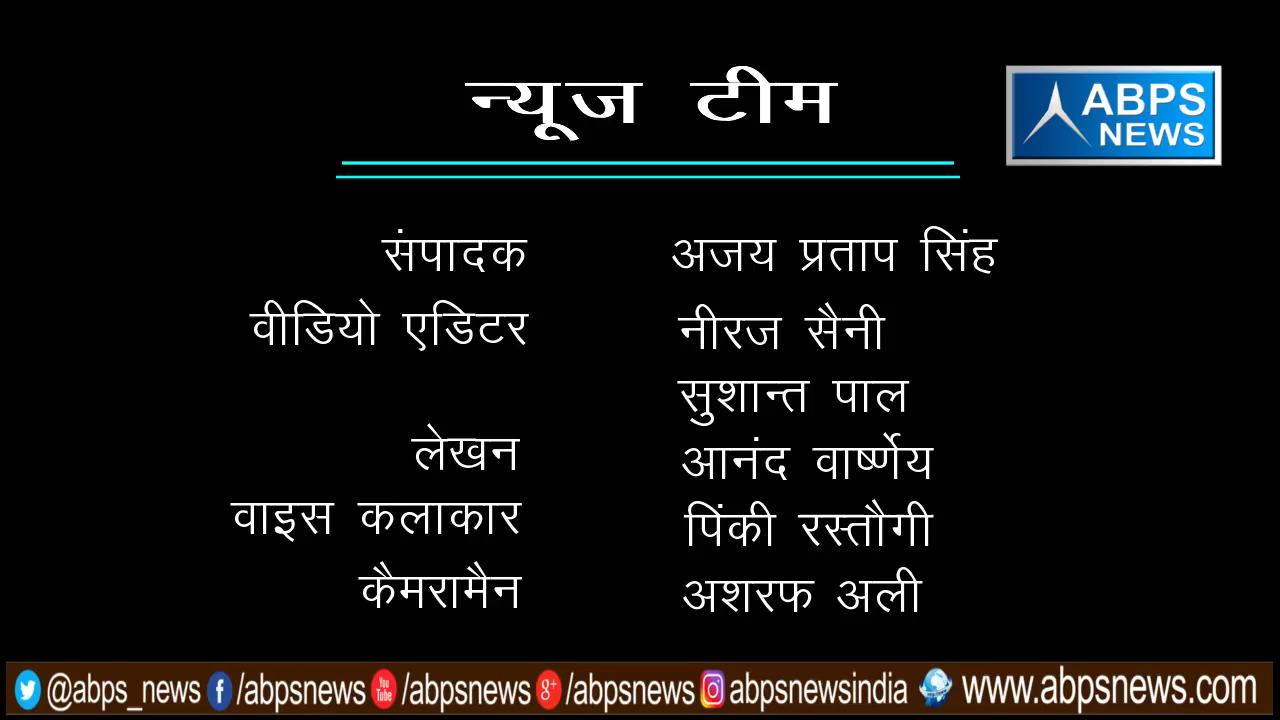 न्यूज टीम
ABPS
NEWS
संपादक अजय प्रताप सिंह
वीडियो एडिटर नीरज सैनी
सुशान्त पाल
लेखन आनंद वार्ष्णेय
वाइस कलाकार पिंकी रस्तौगी
कैमरामैन अशरफ अली
@abps_news /abpsnews You Tube /abpsnews g+ /abpsnews abpsnewsindia www.abpsnews.com